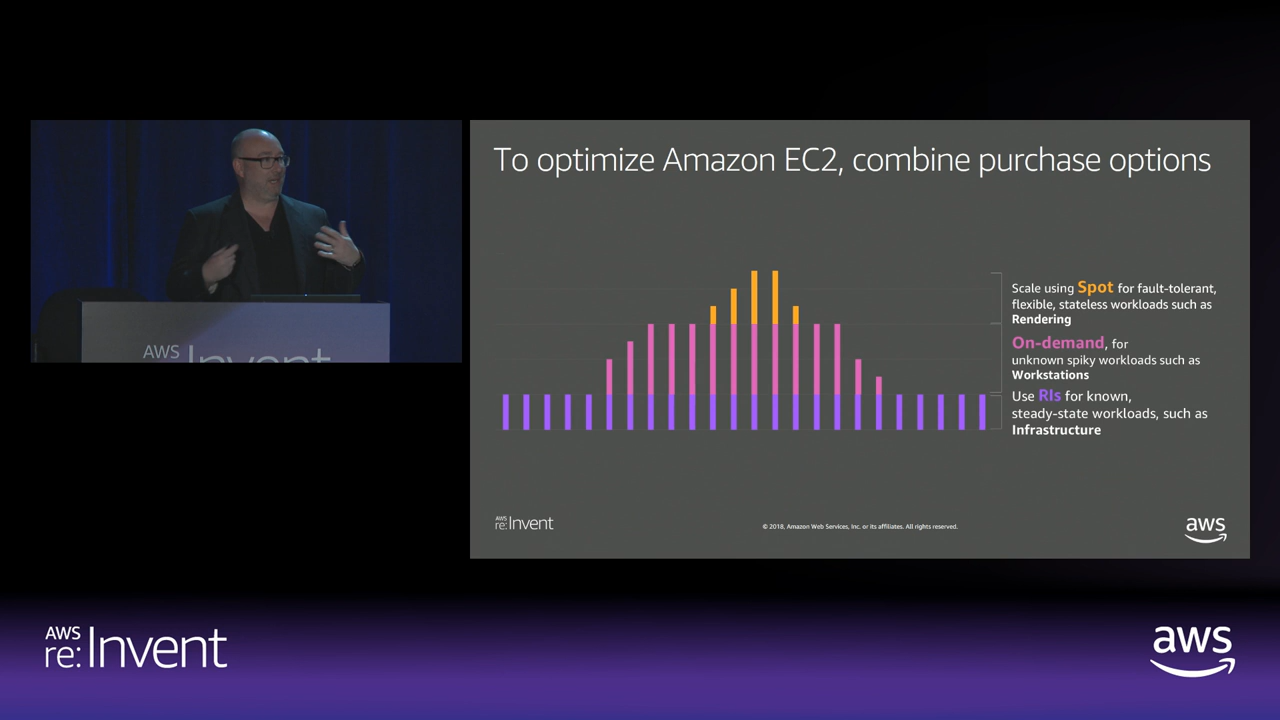 To optimize Amazon EC2, combine purchase options
Scale using Spot for fault-tolerant,
flexible, stateless workloads such as
Rendering
On-demand, for
unknown spiky workloads such as
Workstations
Use RIs for known,
steady-state workloads, such as
Infrastructure
AWS
re:Invent
© 2018, Amazon Web Services, Inc. or its affiliates. All rights reserved.
aws
AWS
Invent
AWS
re:Invent
aws